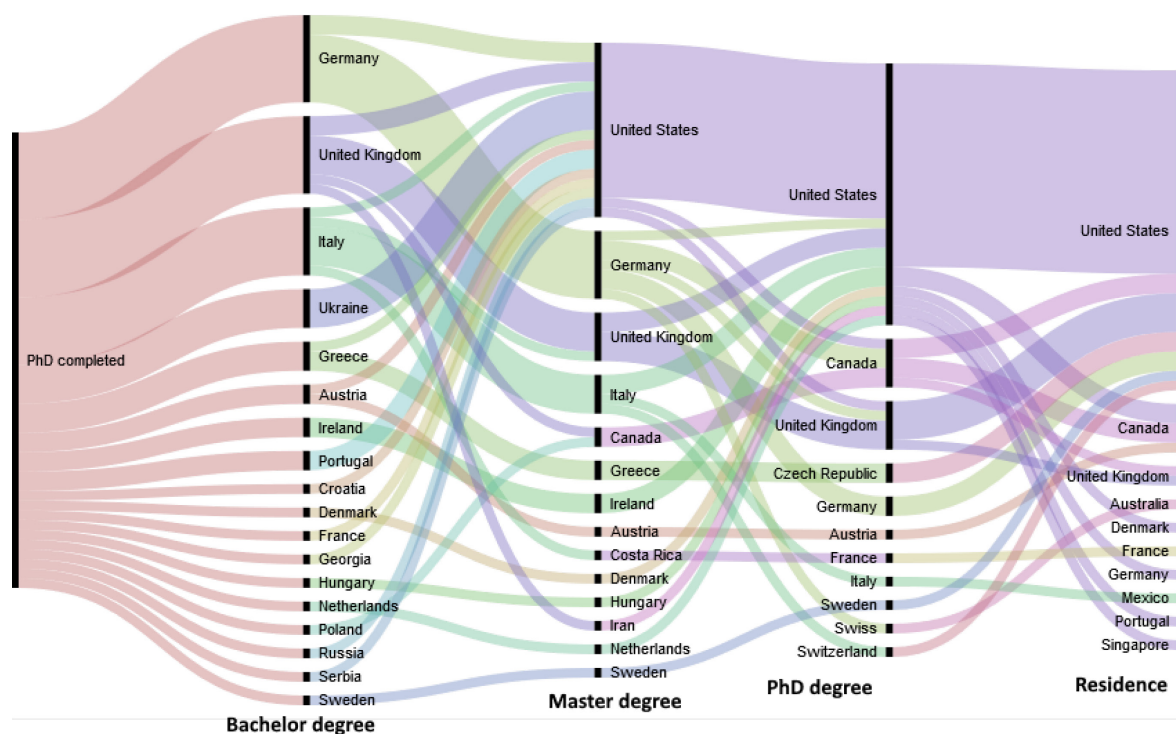 PhD completed
Germany
United Kingdom
Italy
Ukraine
Greece
Austria
Ireland
Portugal
Croatia
Denmark
France
Georgia
Hungary
Netherlands
Poland
Russia
Serbia
Sweden
Bachelor degree
United States
Germany
United Kingdom
Italy
Canada
Greece
Ireland
Austria
Costa Rica
Denmark
Hungary
Iran
Netherlands
Sweden
Master degree
United States
Canada
United Kingdom
Czech Republic
Germany
Austria
France
Italy
Sweden
Swiss
Switzerland
PhD degree
United States
Canada
United Kingdom
Australia
Denmark
France
Germany
Mexico
Portugal
Singapore
Residence